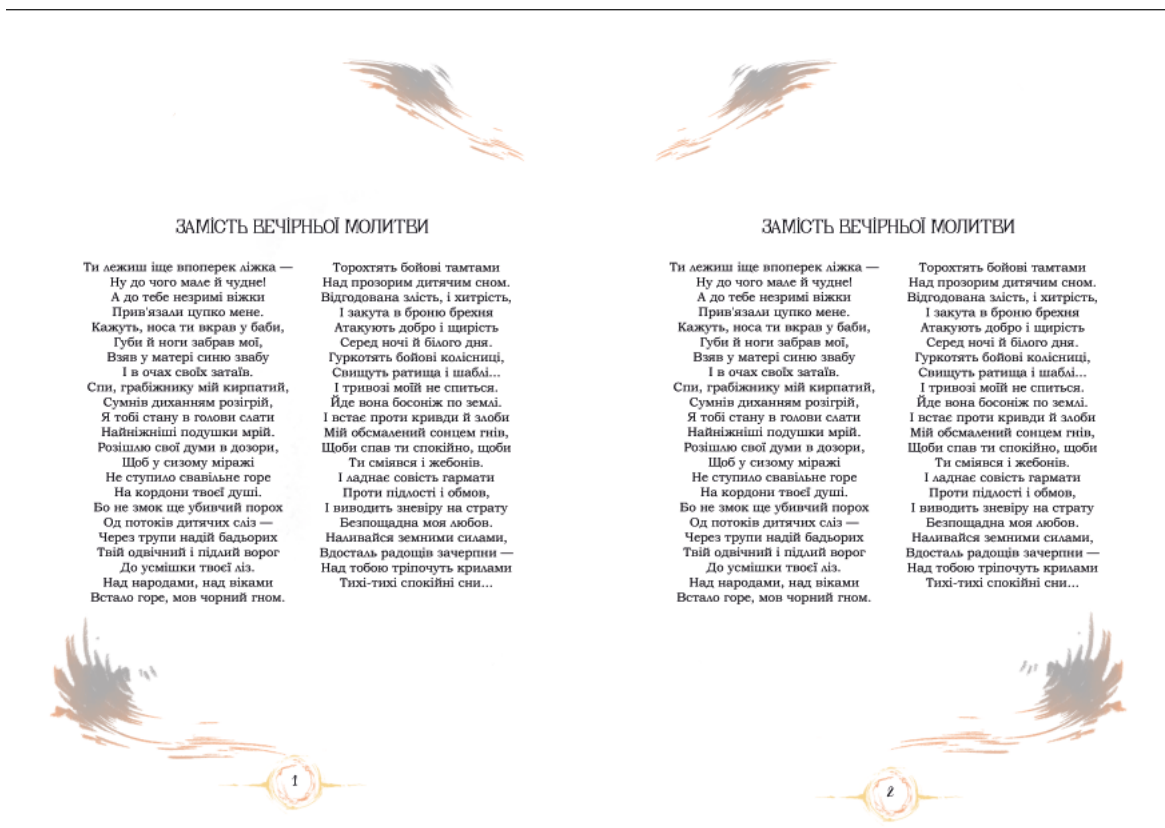 ЗАМІСТЬ ВЕЧІРНЬОЇ МОЛИТВИ
Ти лежиш іще впоперек ліжка —
Ну до чого мале й чудне!
А до тебе незримі віжки
Прив'язали цупко мене.
Кажуть, носа ти вкрав у баби,
Губи й ноги забрав мої,
Взяв у матері синю звабу
І в очах своїх затаїв.
Спи, грабіжнику мій кирпатий,
Сумнів диханням розігрій,
Я тобі стану в голови слати
Найніжніші подушки мрій.
Розішлю свої думи в дозори,
Щоб у сизому міражі
Не ступило свавільне горе
На кордони твоєї душі.
Бо не змок ще убивчий порох
Од потоків дитячих сліз —
Через трупи надій бадьорих
Твій одвічний і підлий ворог
До усмішки твоєї ліз.
Над народами, над віками
Встало горе, мов чорний гном.
Торохтять бойові тамтами
Над прозорим дитячим сном.
Відгодована злість, і хитрість,
І закута в броню брехня
Атакують добро і щирість
Серед ночі й білого дня.
Гуркотять бойові колісниці,
Свищуть ратища і шаблі...
І тривозі моїй не спиться.
Йде вона босоніж по землі.
І встає проти кривди й злоби
Мій обсмалений сонцем гнів,
Щоби спав ти спокійно, щоби
Ти сміявся і жебонів.
І ладнає совість гармати
Проти підлості і обмов,
І виводить зневіру на страту
Безпощадна моя любов.
Наливайся земними силами,
Вдосталь радощів зачерпни —
Над тобою тріпочуть крилами
Тихі-тихі спокійні сни...
1
ЗАМІСТЬ ВЕЧІРНЬОЇ МОЛИТВИ
Ти лежиш іще впоперек ліжка —
Ну до чого мале й чудне!
А до тебе незримі віжки
Прив'язали цупко мене.
Кажуть, носа ти вкрав у баби,
Губи й ноги забрав мої,
Взяв у матері синю звабу
І в очах своїх затаїв.
Спи, грабіжнику мій кирпатий,
Сумнів диханням розігрій,
Я тобі стану в голови слати
Найніжніші подушки мрій.
Розішлю свої думи в дозори,
Щоб у сизому міражі
Не ступило свавільне горе
На кордони твоєї душі.
Бо не змок ще убивчий порох
Од потоків дитячих сліз —
Через трупи надій бадьорих
Твій одвічний і підлий ворог
До усмішки твоєї ліз.
Над народами, над віками
Встало горе, мов чорний гном.
Торохтять бойові тамтами
Над прозорим дитячим сном.
Відгодована злість, і хитрість,
І закута в броню брехня
Атакують добро і щирість
Серед ночі й білого дня.
Гуркотять бойові колісниці,
Свищуть ратища і шаблі...
І тривозі моїй не спиться.
Йде вона босоніж по землі.
І встає проти кривди й злоби
Мій обсмалений сонцем гнів,
Щоби спав ти спокійно, щоби
Ти сміявся і жебонів.
І ладнає совість гармати
Проти підлості і обмов,
І виводить зневіру на страту
Безпощадна моя любов.
Наливайся земними силами,
Вдосталь радощів зачерпни —
Над тобою тріпочуть крилами
Тихі-тихі спокійні сни...
2